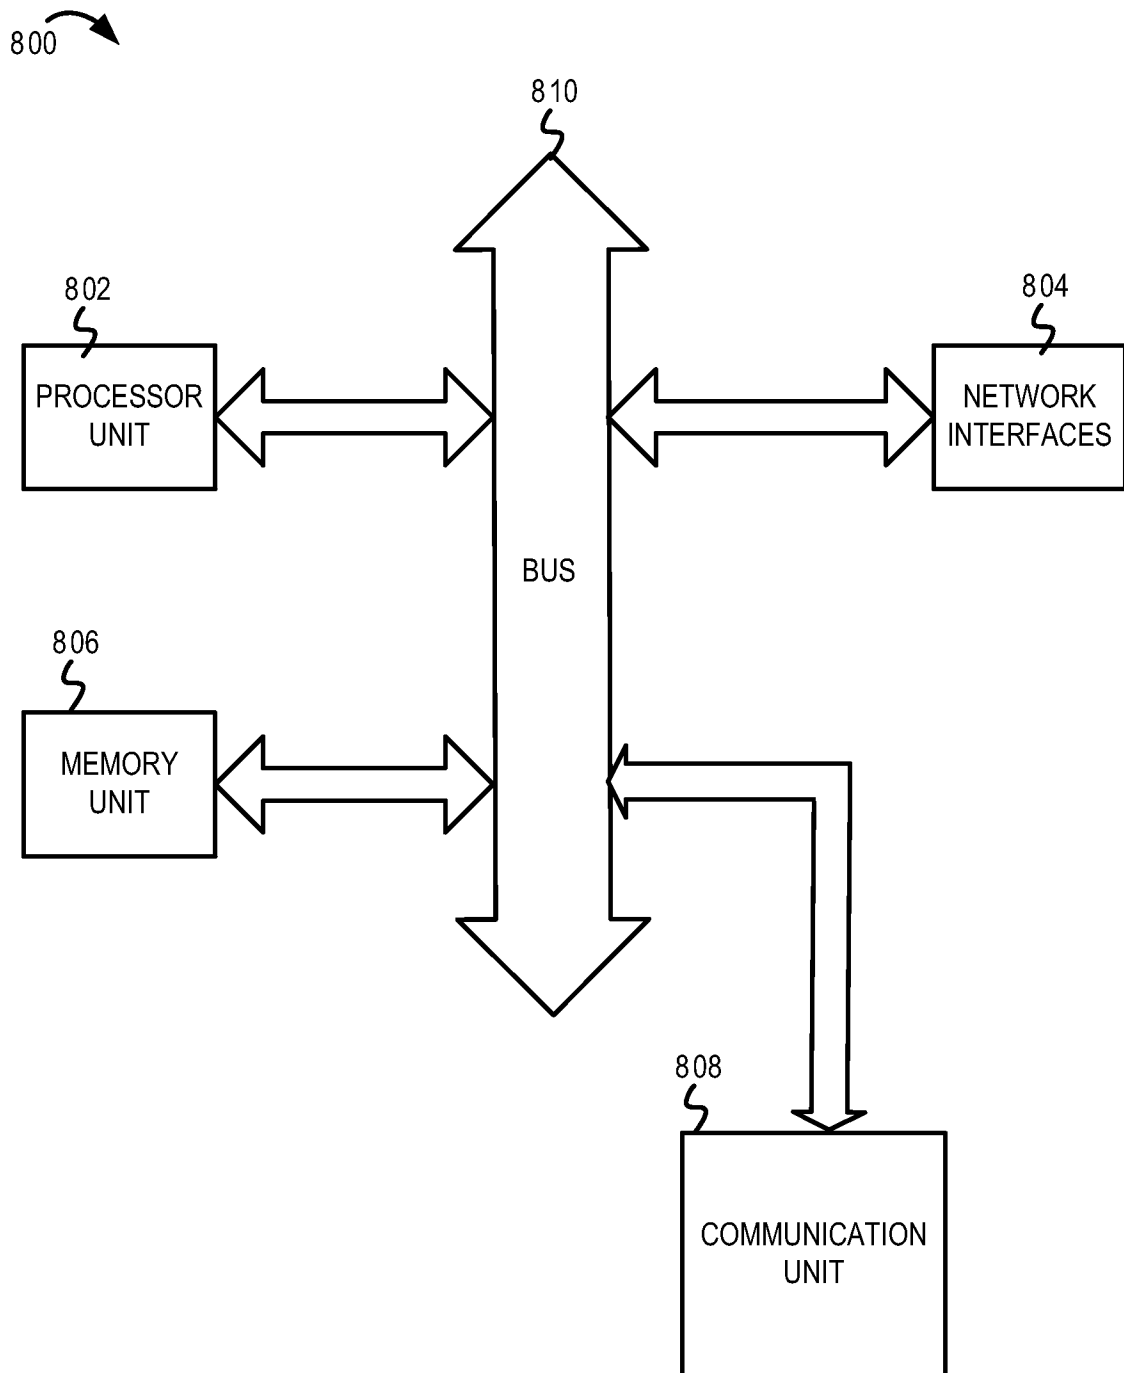 800
810
802
804
PROCESSOR
UNIT
NETWORK
INTERFACES
BUS
806
MEMORY
UNIT
808
COMMUNICATION
UNIT